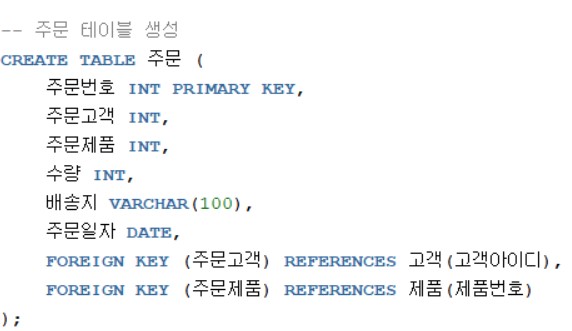 -- 주문 테이블 생성
CREATE TABLE 주문 (
    주문번호 INT PRIMARY KEY,
    주문고객 INT,
    주문제품 INT,
    수량 INT,
    배송지 VARCHAR(100),
    주문일자 DATE,
    FOREIGN KEY (주문고객) REFERENCES 고객(고객아이디),
    FOREIGN KEY (주문제품) REFERENCES 제품(제품번호)
);